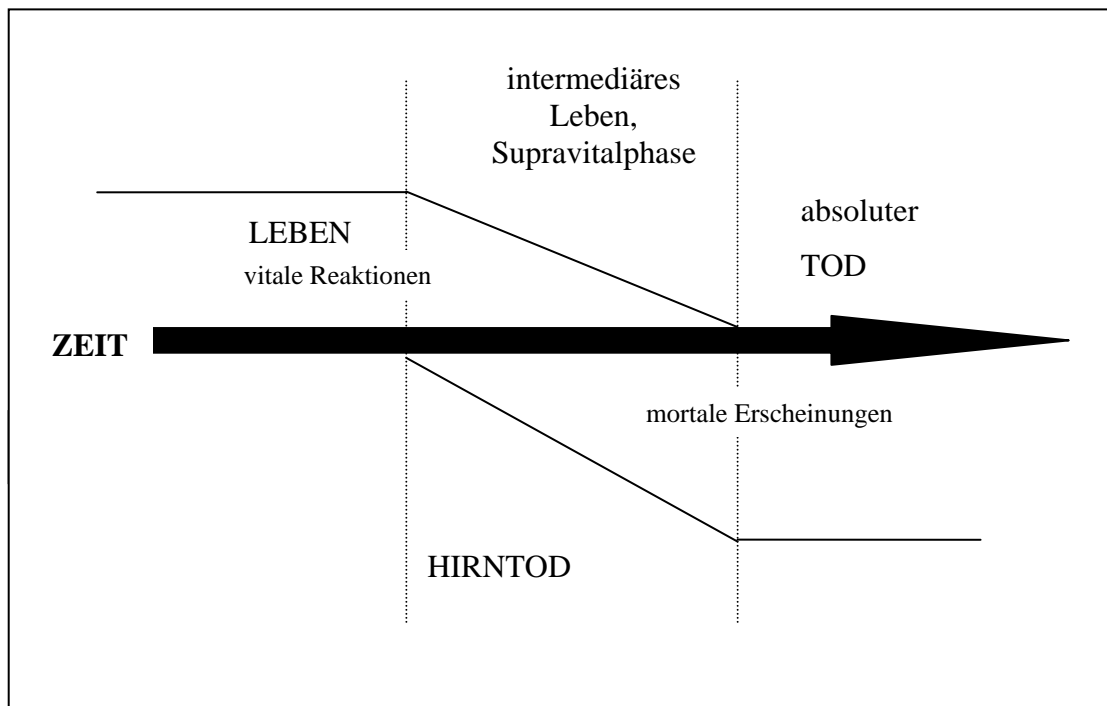 intermediäres
Leben,
Supravitalphase
absoluter
LEBEN
TOD
vitale Reaktionen
ZEIT
mortale Erscheinungen
HIRNTOD